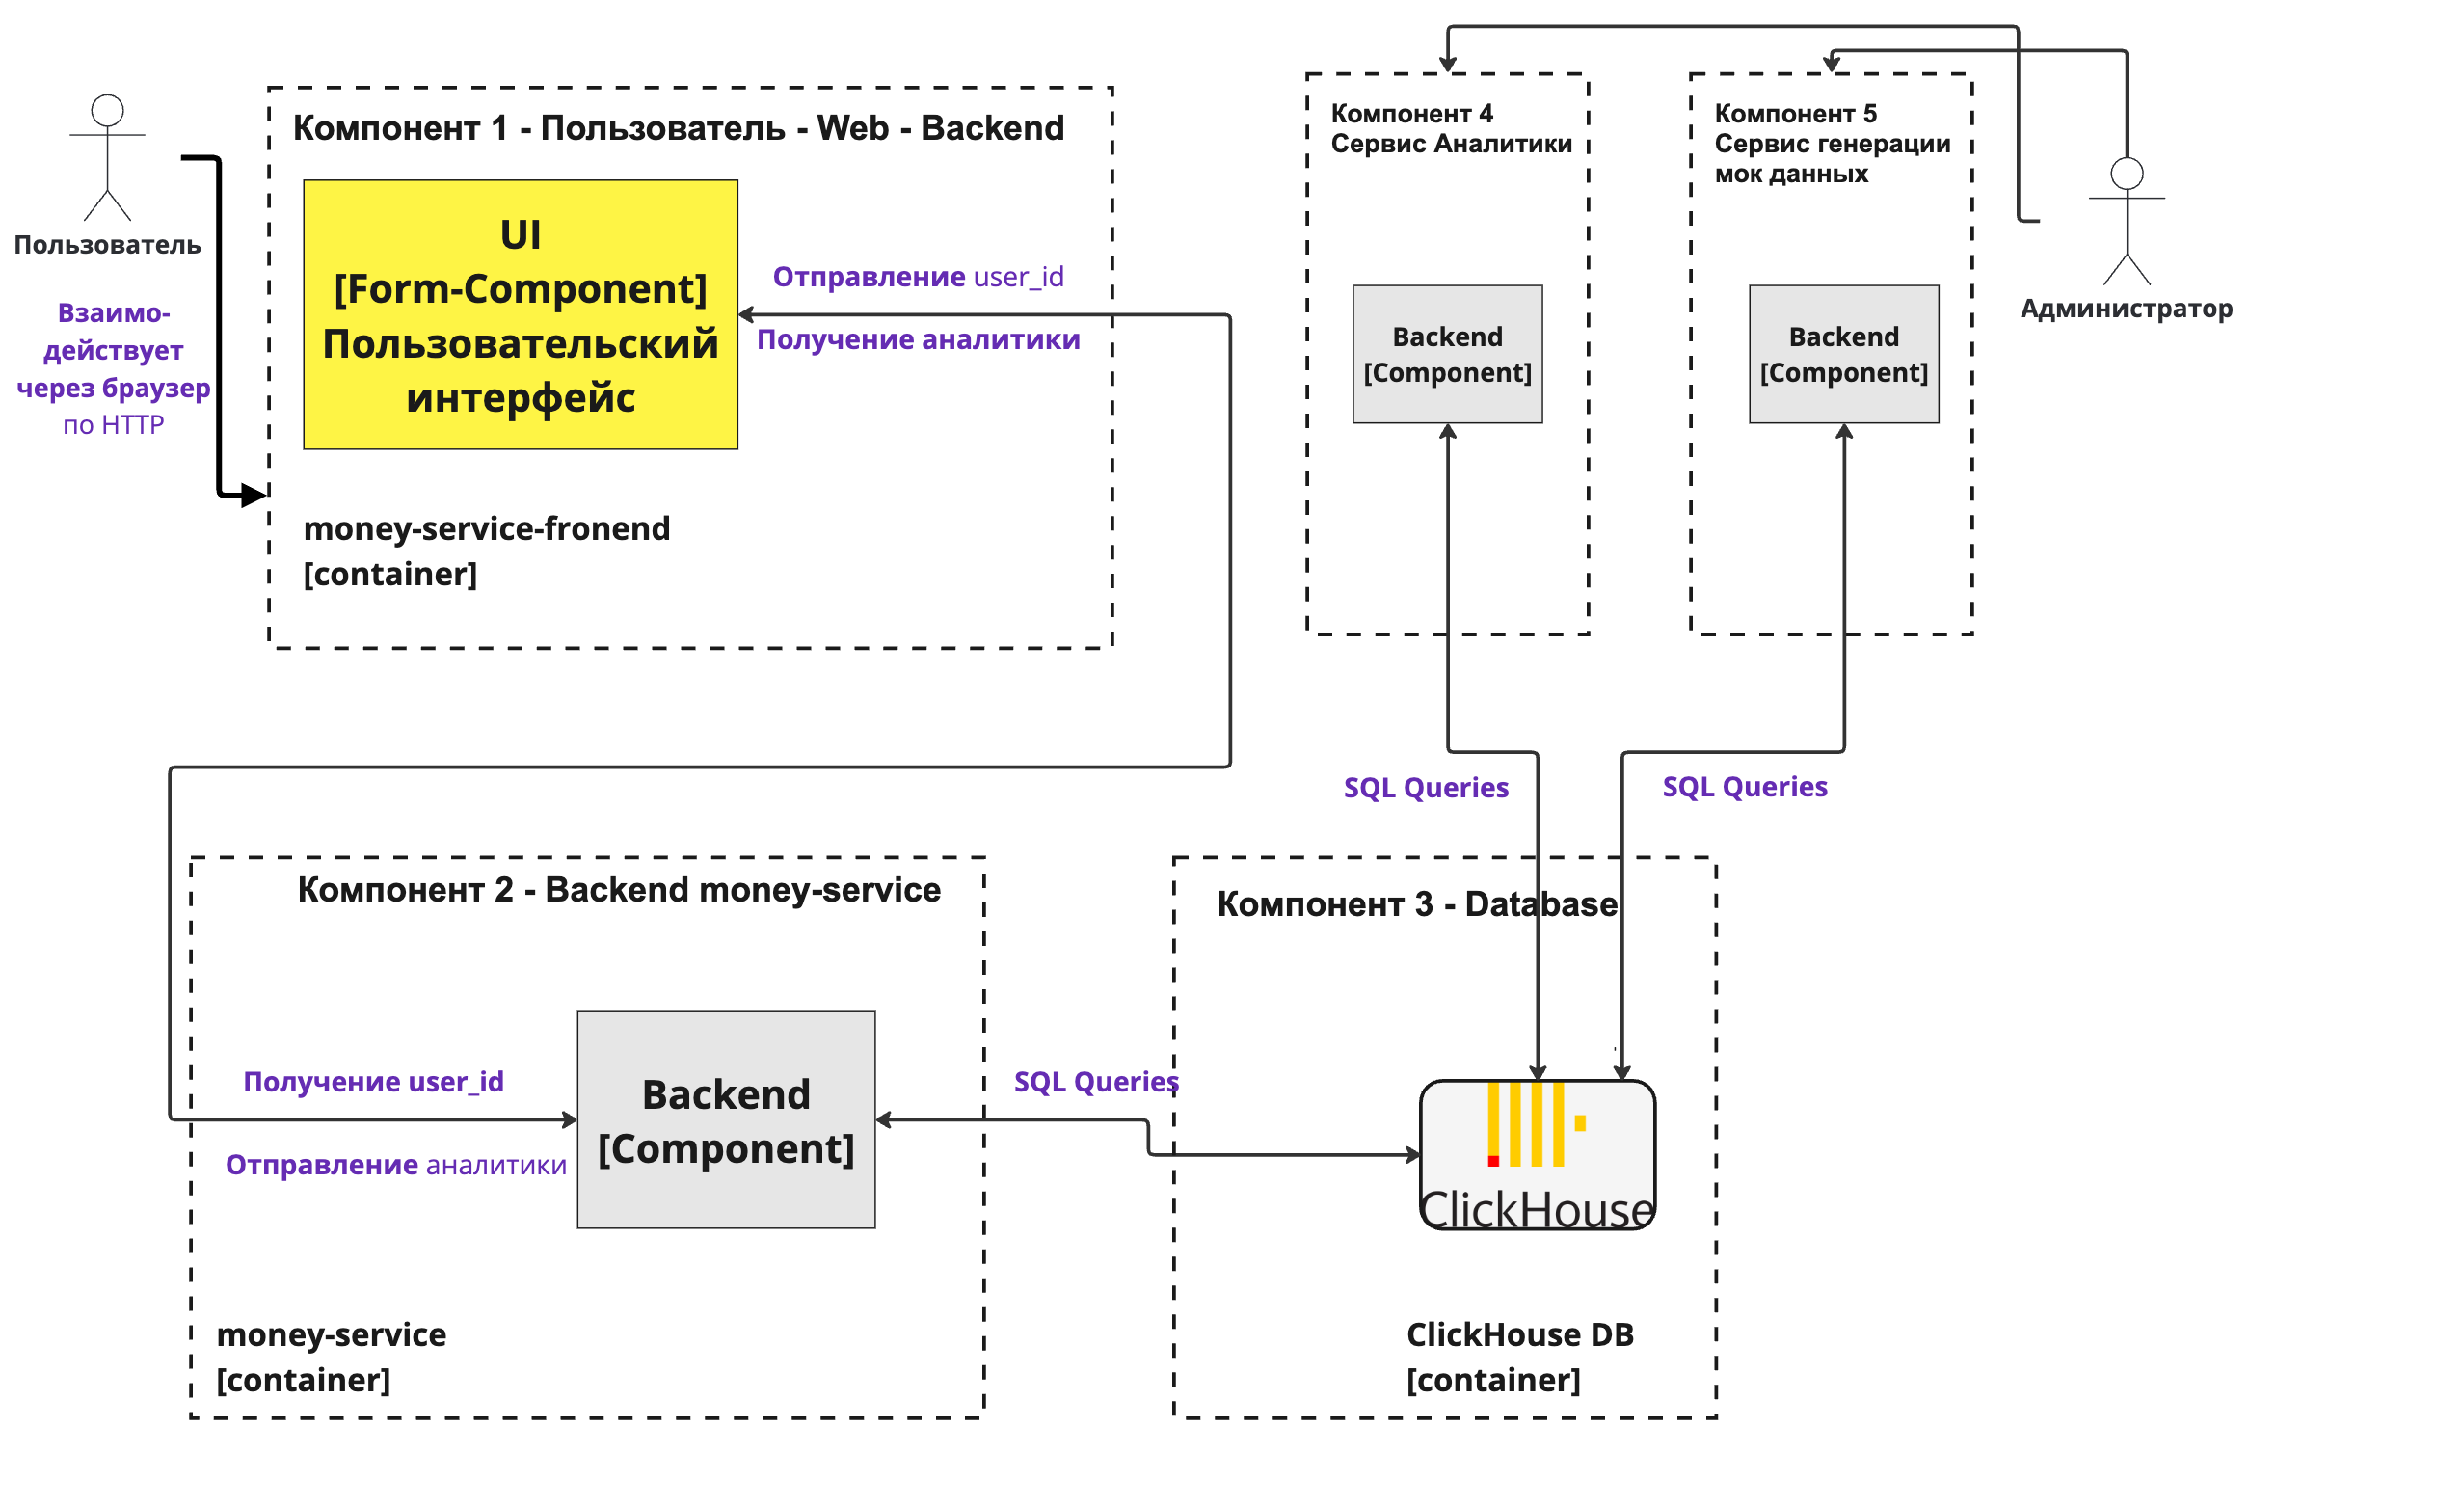 Пользователь
Взаимо-
действует
через браузер
по HTTP
Компонент 1 - Пользователь - Web - Backend
UI
[Form-Component]
Пользовательский
интерфейс
Отправление user_id
Получение аналитики
money-service-fronend
[container]
Компонент 4
Сервис Аналитики
Backend
[Component]
Компонент 5
Сервис генерации
мок данных
Backend
[Component]
Администратор
SQL Queries
SQL Queries
Компонент 2 - Backend money-service
Получение user_id
Отправление аналитики
Backend
[Component]
SQL Queries
money-service
[container]
Компонент 3 - Database
ClickHouse
ClickHouse DB
[container]